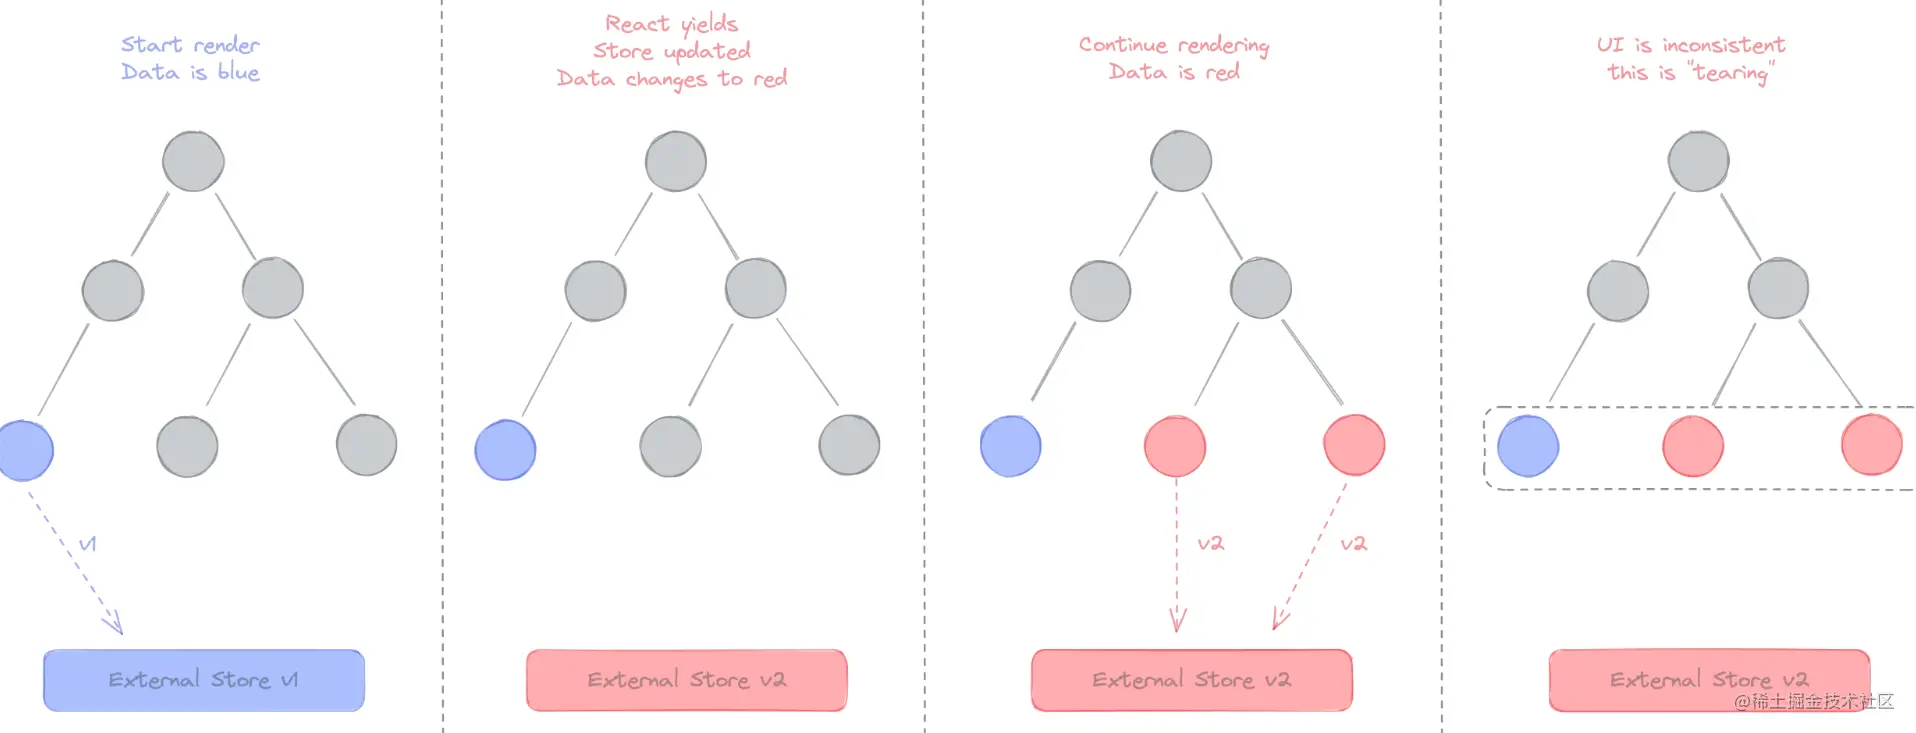 Start render
Data is blue
React yields
Store updated
Data changes to red
Continue rendering
Data is red
UI is inconsistent
this is "tearing"
v1
v2
v2
External Store v1
External Store v2
External Store v2
External Store v2
@稀土掘金技术社区